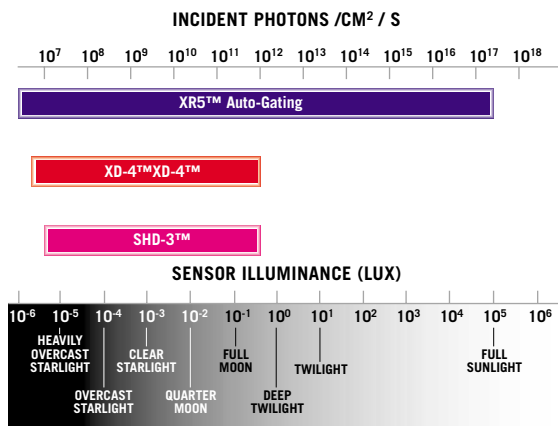 INCIDENT PHOTONS /CM² / S
10⁷ 10⁸ 10⁹ 10¹⁰ 10¹¹ 10¹² 10¹³ 10¹⁴ 10¹⁵ 10¹⁶ 10¹⁷ 10¹⁸
XR5™ Auto-Gating
XD-4™XD-4™
SHD-3™
SENSOR ILLUMINANCE (LUX)
10⁻⁶ 10⁻⁵ 10⁻⁴ 10⁻³ 10⁻² 10⁻¹ 10⁰ 10¹ 10² 10³ 10⁴ 10⁵ 10⁶
HEAVILY
OVERCAST
STARLIGHT
CLEAR
STARLIGHT
FULL
MOON
TWILIGHT
FULL
SUNLIGHT
OVERCAST
STARLIGHT
QUARTER
MOON
DEEP
TWILIGHT